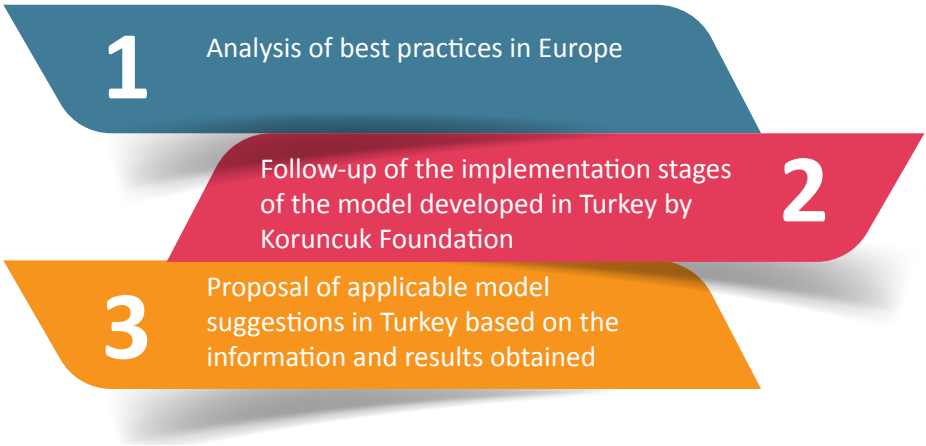 1
Analysis of best practices in Europe
Follow-up of the implementation stages
of the model developed in Turkey by
Koruncuk Foundation
2
3
Proposal of applicable model
suggestions in Turkey based on the
information and results obtained